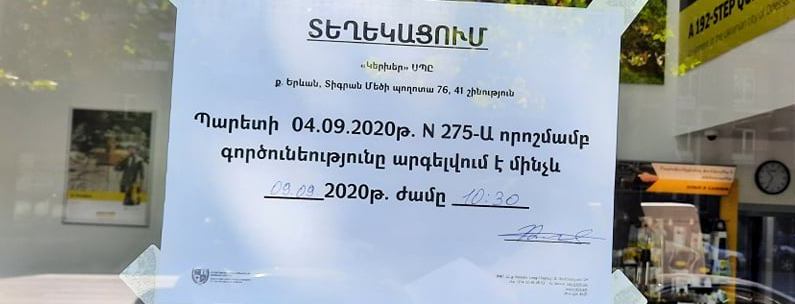 ՏԵՂԵԿԱՑՈՒՄ
«Կերխեր» ՍՊԸ
ք. Երևան, Տիգրան Մեծի պողոտա 76, 41 շինություն
Պարետի 04.09.2020թ. N 275-Ա որոշմամբ
գործունեությունը արգելվում է մինչև
09.09 2020թ. ժամը 10:30
A 192-STEP